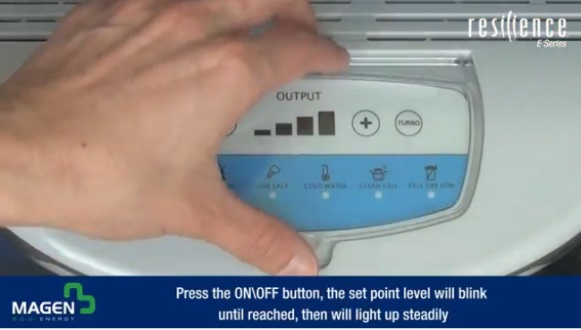 resilience
E Series
OUTPUT
+
TURBO
LOW SALT
COLD WATER
CLEAN CELL
CELL LIFE LOW
MAGEN
ECO ENERGY
Press the ON\OFF button, the set point level will blink
until reached, then will light up steadily